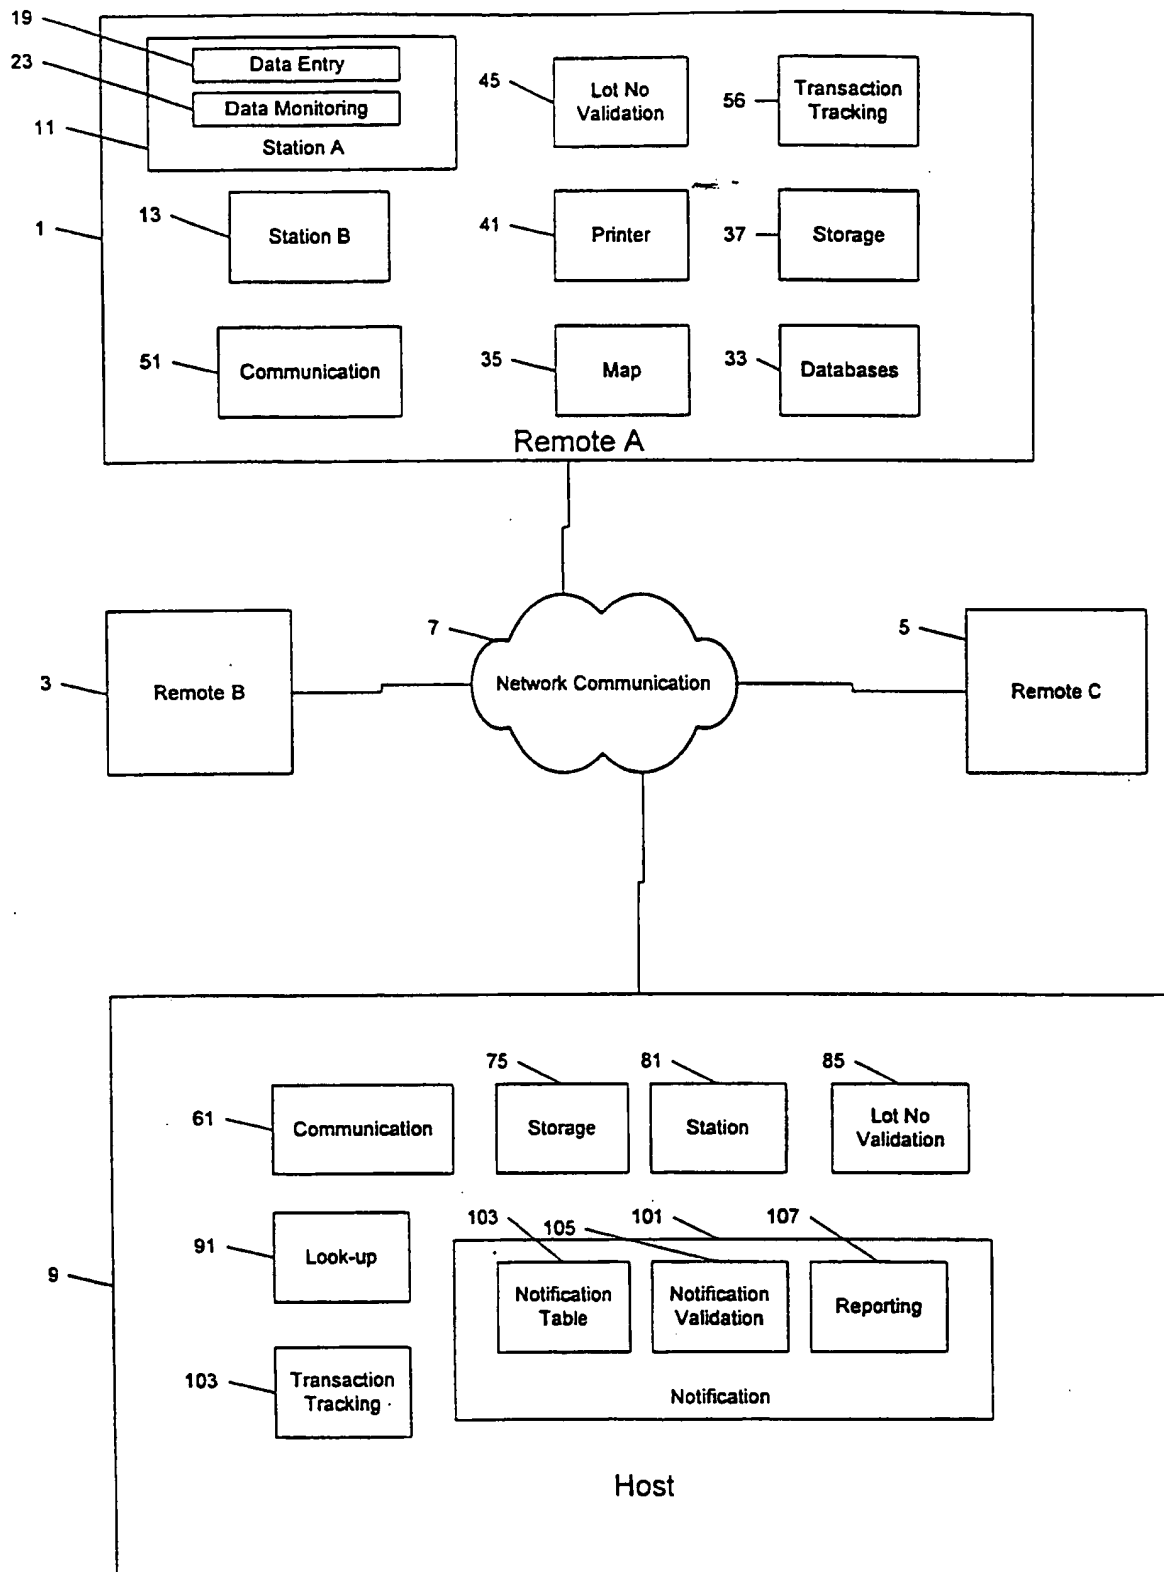 19
Data Entry
23
Data Monitoring
11
Station A
45
Lot No
Validation
56
Transaction
Tracking
1
13
Station B
41
Printer
37
Storage
51
Communication
35
Map
33
Databases
Remote A
7
Network Communication
3
Remote B
5
Remote C
9
61
Communication
75
Storage
81
Station
85
Lot No
Validation
91
Look-up
103
105
101
107
Notification
Table
Notification
Validation
Reporting
Notification
103
Transaction
Tracking
Host